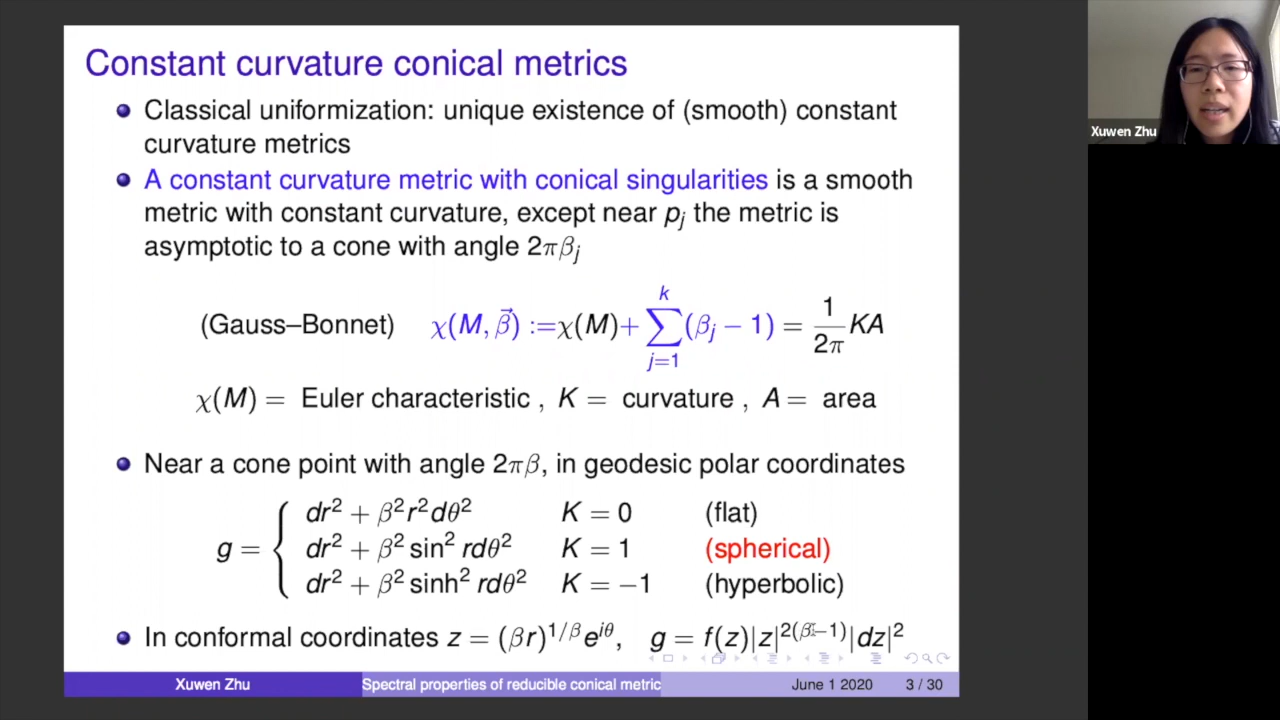 Constant curvature conical metrics
Classical uniformization: unique existence of (smooth) constant
curvature metrics
A constant curvature metric with conical singularities is a smooth
metric with constant curvature, except near p_j the metric is
asymptotic to a cone with angle 2πβ_j
(Gauss–Bonnet) χ(M, β⃗) := χ(M) + ∑_{j=1}^{k} (β_j − 1) = 1/2π KA
χ(M) = Euler characteristic , K = curvature , A = area
Near a cone point with angle 2πβ, in geodesic polar coordinates
g = { dr² + β²r²dθ² K = 0 (flat)
dr² + β² sin² rdθ² K = 1 (spherical)
dr² + β² sinh² rdθ² K = −1 (hyperbolic)
In conformal coordinates z = (βr)^{1/β} e^{iθ}, g = f(z)|z|^{2(β−1)}|dz|²
Xuwen Zhu Spectral properties of reducible conical metric June 1 2020 3 / 30
Xuwen Zhu